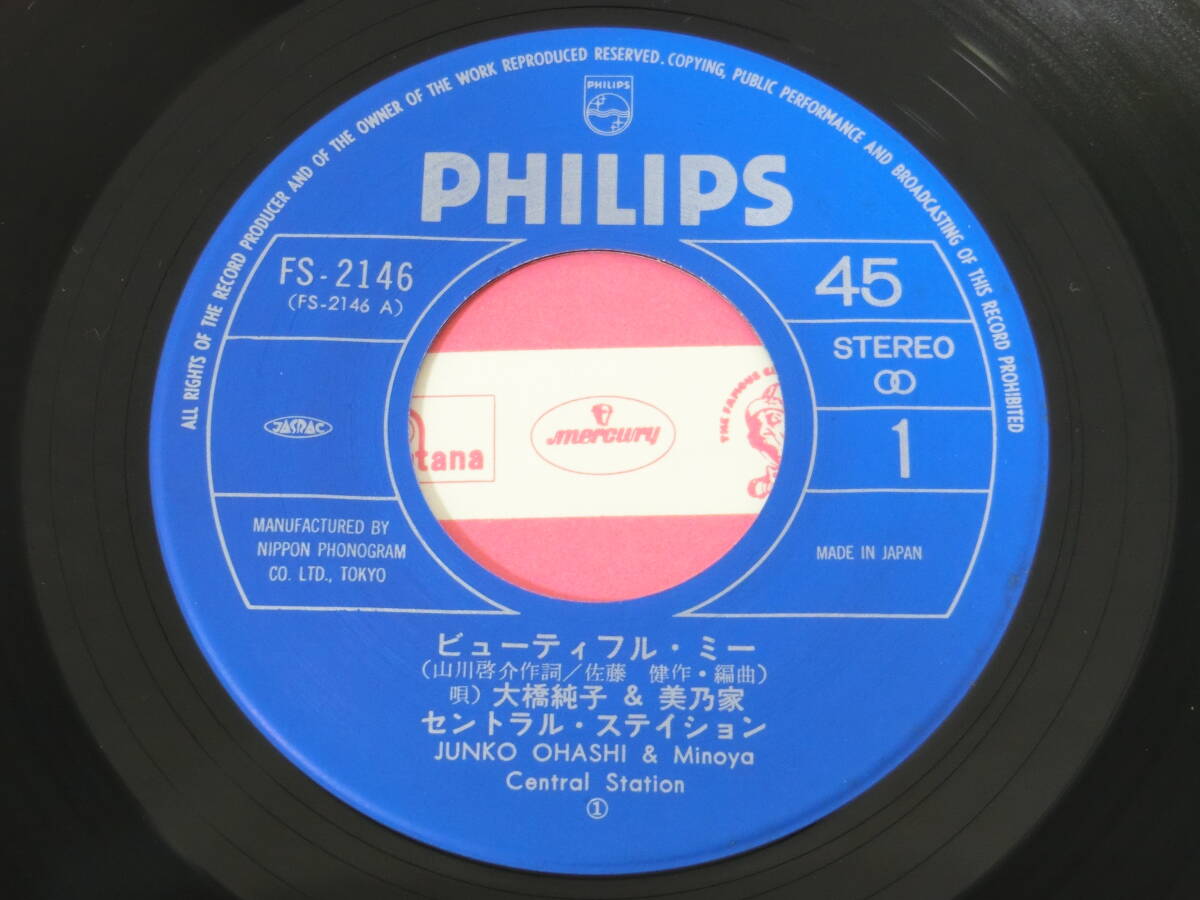 ALL RIGHTS OF THE RECORD PRODUCER AND OF THE OWNER OF THE WORK REPRODUCED RESERVED. COPYING, PUBLIC PERFORMANCE AND BROADCASTING OF THIS RECORD PROHIBITED
PHILIPS
PHILIPS
FS-2146
(FS-2146 A)
45
STEREO
1
JASRAC
mercury
tana
THE FAMOUS
MANUFACTURED BY
NIPPON PHONOGRAM
CO. LTD., TOKYO
MADE IN JAPAN
ビューティフル・ミー
(山川啓介作詞/佐藤 健作・編曲)
唄) 大橋純子 & 美乃家
セントラル・ステイション
JUNKO OHASHI & Minoya
Central Station
①